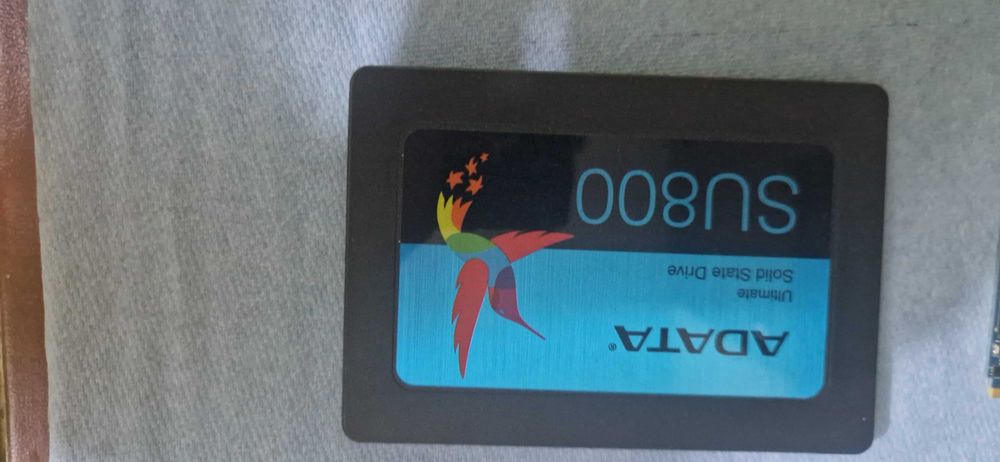 ADATA®
Ultimate
Solid State Drive
SU800